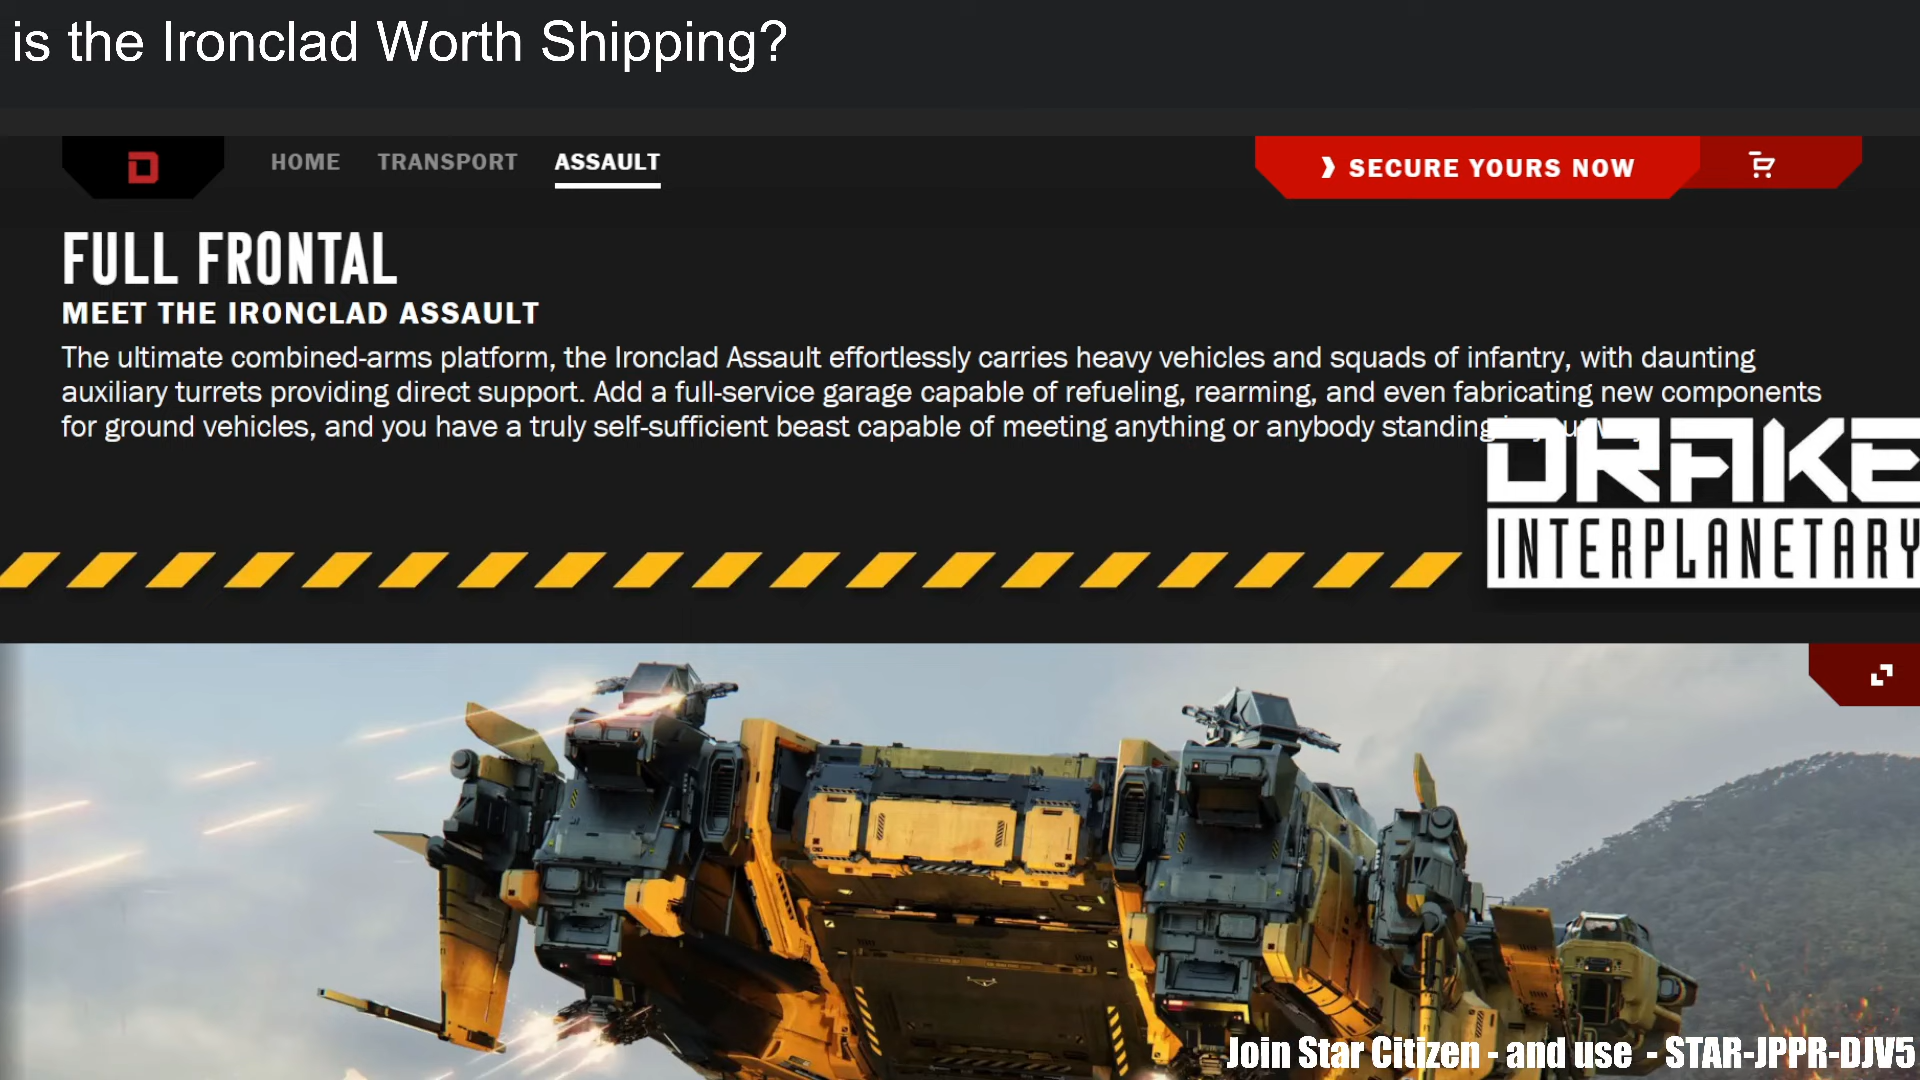 is the Ironclad Worth Shipping?
HOME TRANSPORT ASSAULT
SECURE YOURS NOW
FULL FRONTAL
MEET THE IRONCLAD ASSAULT
The ultimate combined-arms platform, the Ironclad Assault effortlessly carries heavy vehicles and squads of infantry, with daunting
auxiliary turrets providing direct support. Add a full-service garage capable of refueling, rearming, and even fabricating new components
for ground vehicles, and you have a truly self-sufficient beast capable of meeting anything or anybody standing
DRAKE
INTERPLANETARY
Join Star Citizen - and use - STAR-JPPR-DJV5